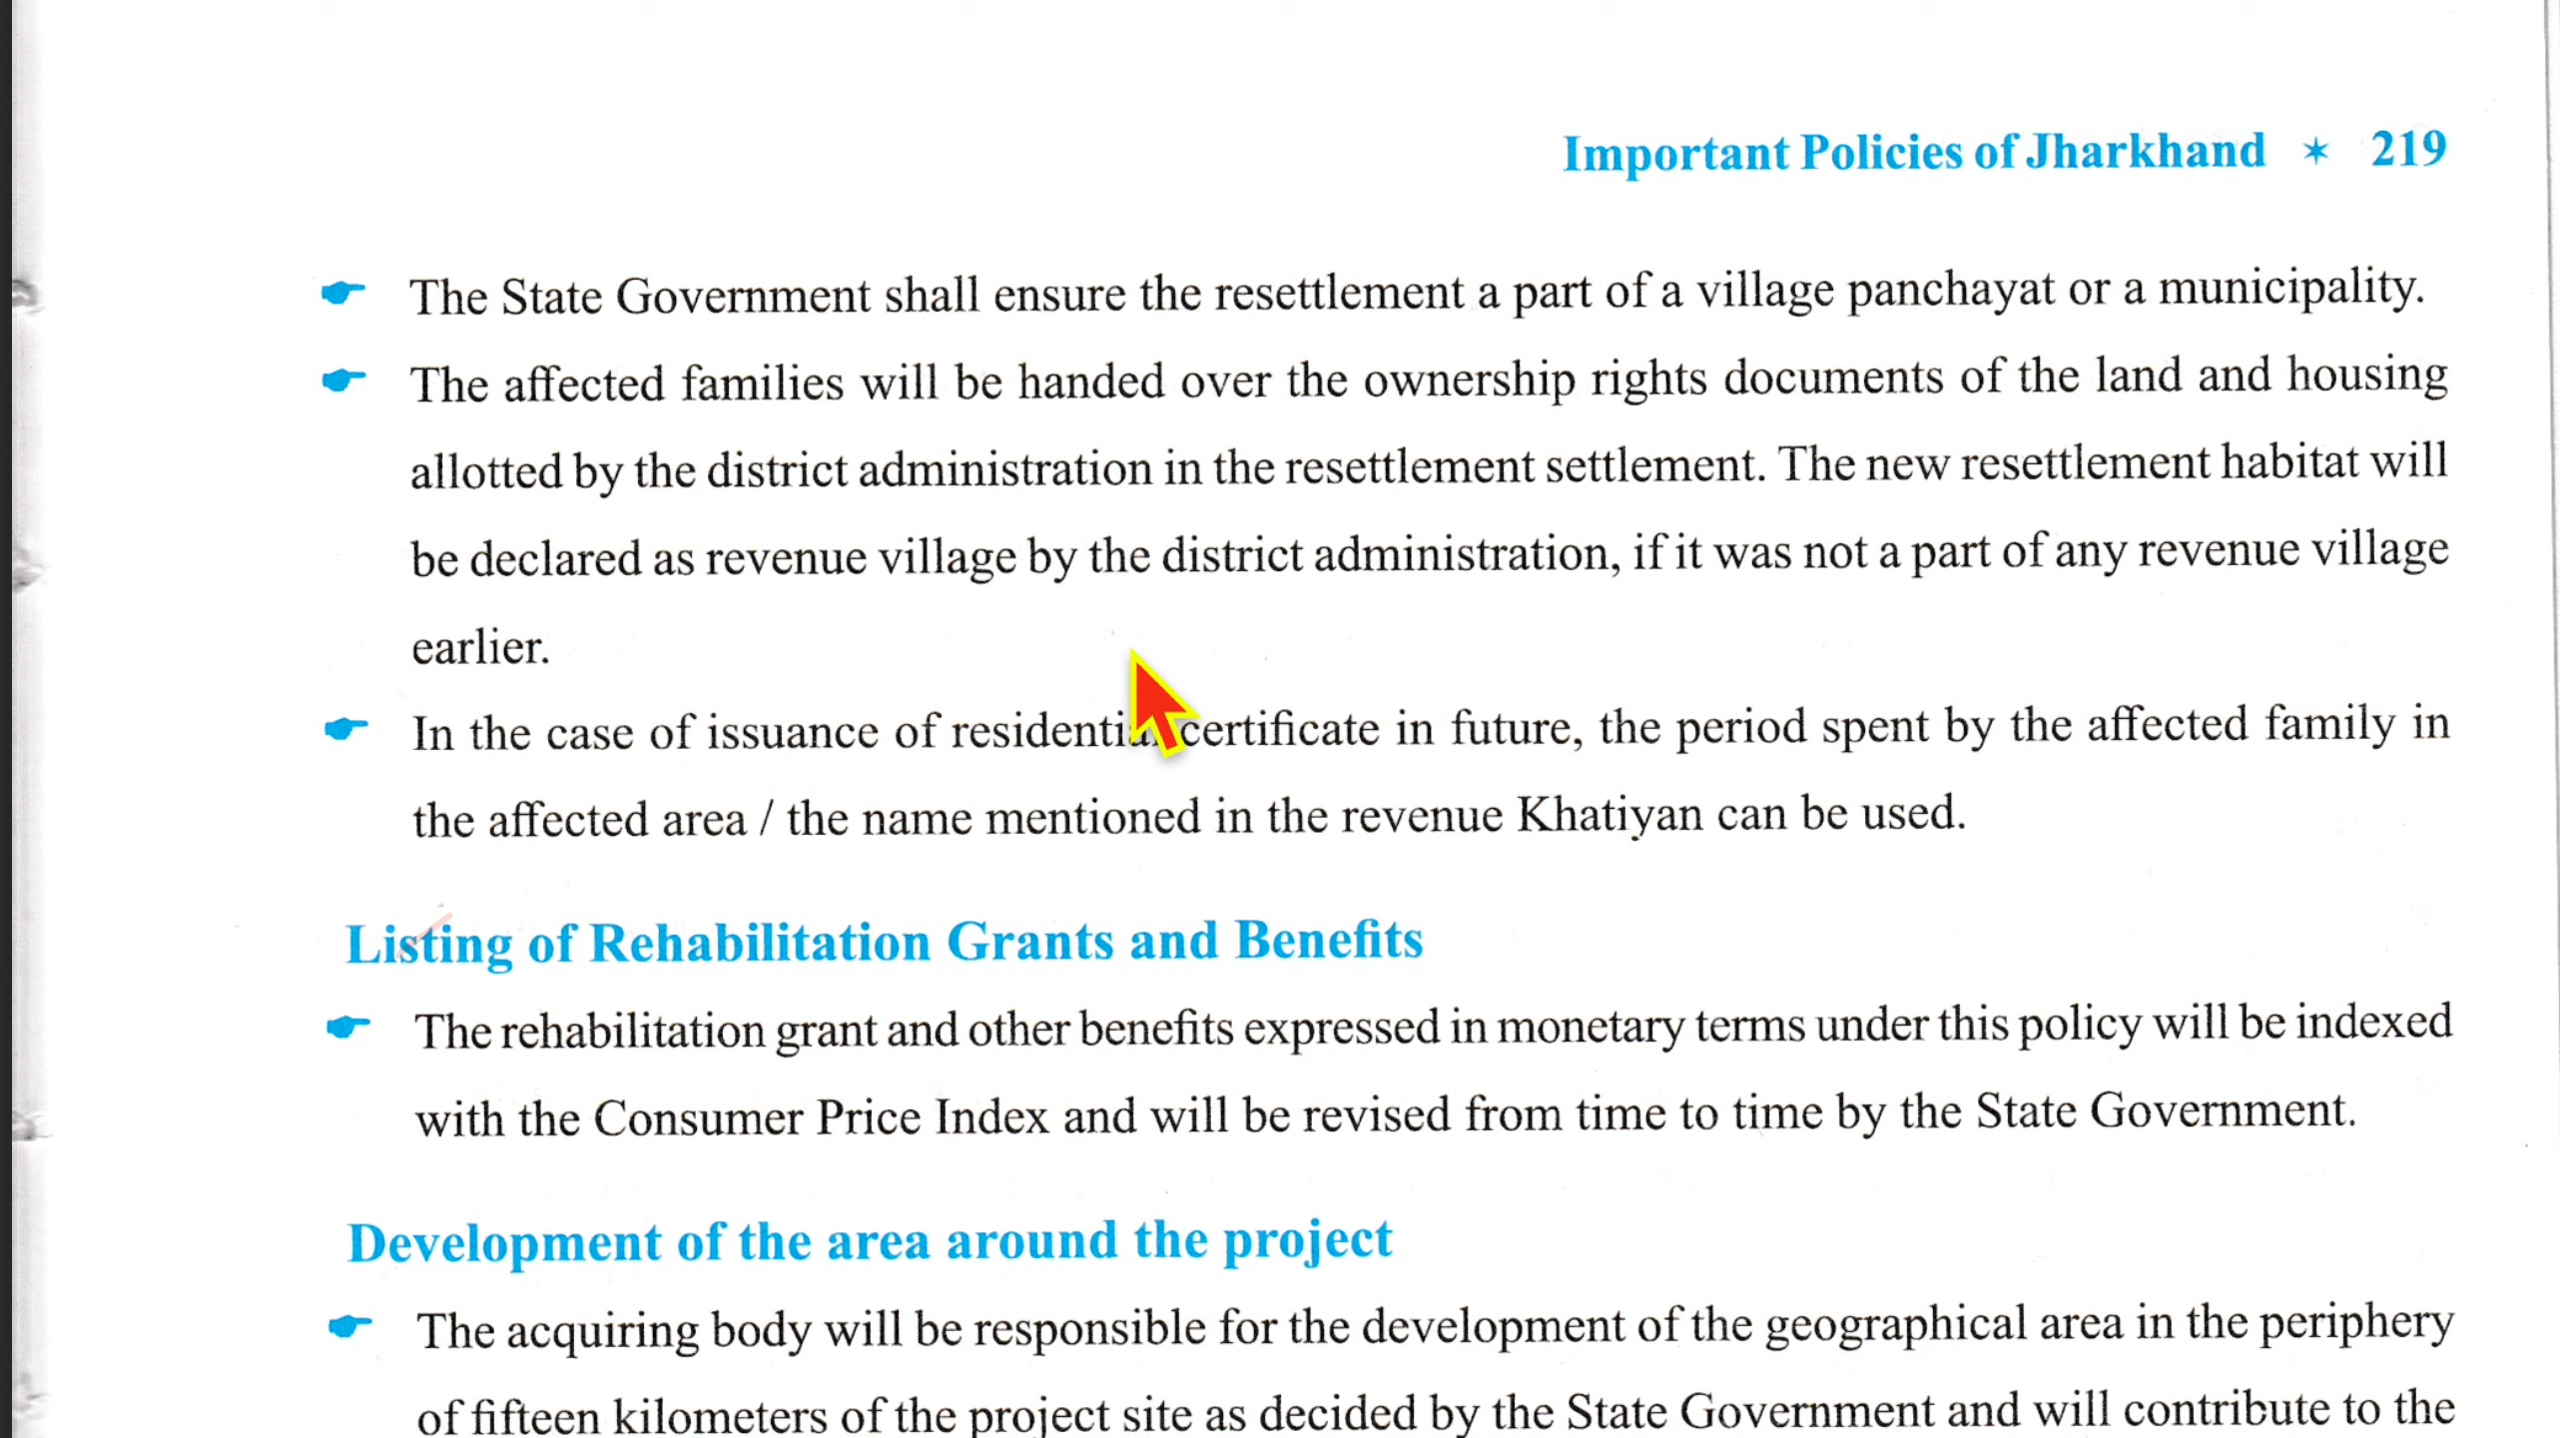 Important Policies of Jharkhand ✶ 219
The State Government shall ensure the resettlement a part of a village panchayat or a municipality.
The affected families will be handed over the ownership rights documents of the land and housing
allotted by the district administration in the resettlement settlement. The new resettlement habitat will
be declared as revenue village by the district administration, if it was not a part of any revenue village
earlier.
In the case of issuance of residential certificate in future, the period spent by the affected family in
the affected area / the name mentioned in the revenue Khatiyan can be used.
Listing of Rehabilitation Grants and Benefits
The rehabilitation grant and other benefits expressed in monetary terms under this policy will be indexed
with the Consumer Price Index and will be revised from time to time by the State Government.
Development of the area around the project
The acquiring body will be responsible for the development of the geographical area in the periphery
of fifteen kilometers of the project site as decided by the State Government and will contribute to the